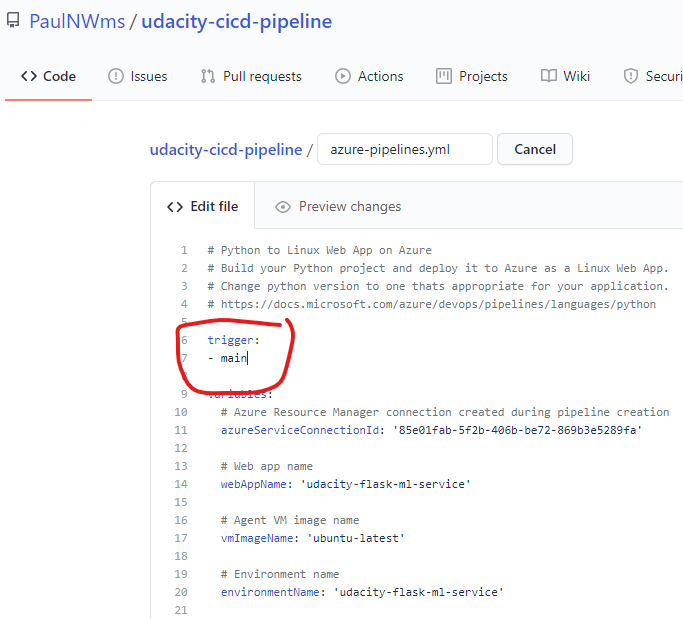 PaulNWms / udacity-cicd-pipeline
Code Issues Pull requests Actions Projects Wiki Securi
udacity-cicd-pipeline / azure-pipelines.yml Cancel
Edit file Preview changes
1 # Python to Linux Web App on Azure
2 # Build your Python project and deploy it to Azure as a Linux Web App.
3 # Change python version to one thats appropriate for your application.
4 # https://docs.microsoft.com/azure/devops/pipelines/languages/python
5
6 trigger:
7 - main
8
9 variables:
10 # Azure Resource Manager connection created during pipeline creation
11 azureServiceConnectionId: '85e01fab-5f2b-406b-be72-869b3e5289fa'
12
13 # Web app name
14 webAppName: 'udacity-flask-ml-service'
15
16 # Agent VM image name
17 vmImageName: 'ubuntu-latest'
18
19 # Environment name
20 environmentName: 'udacity-flask-ml-service'
21